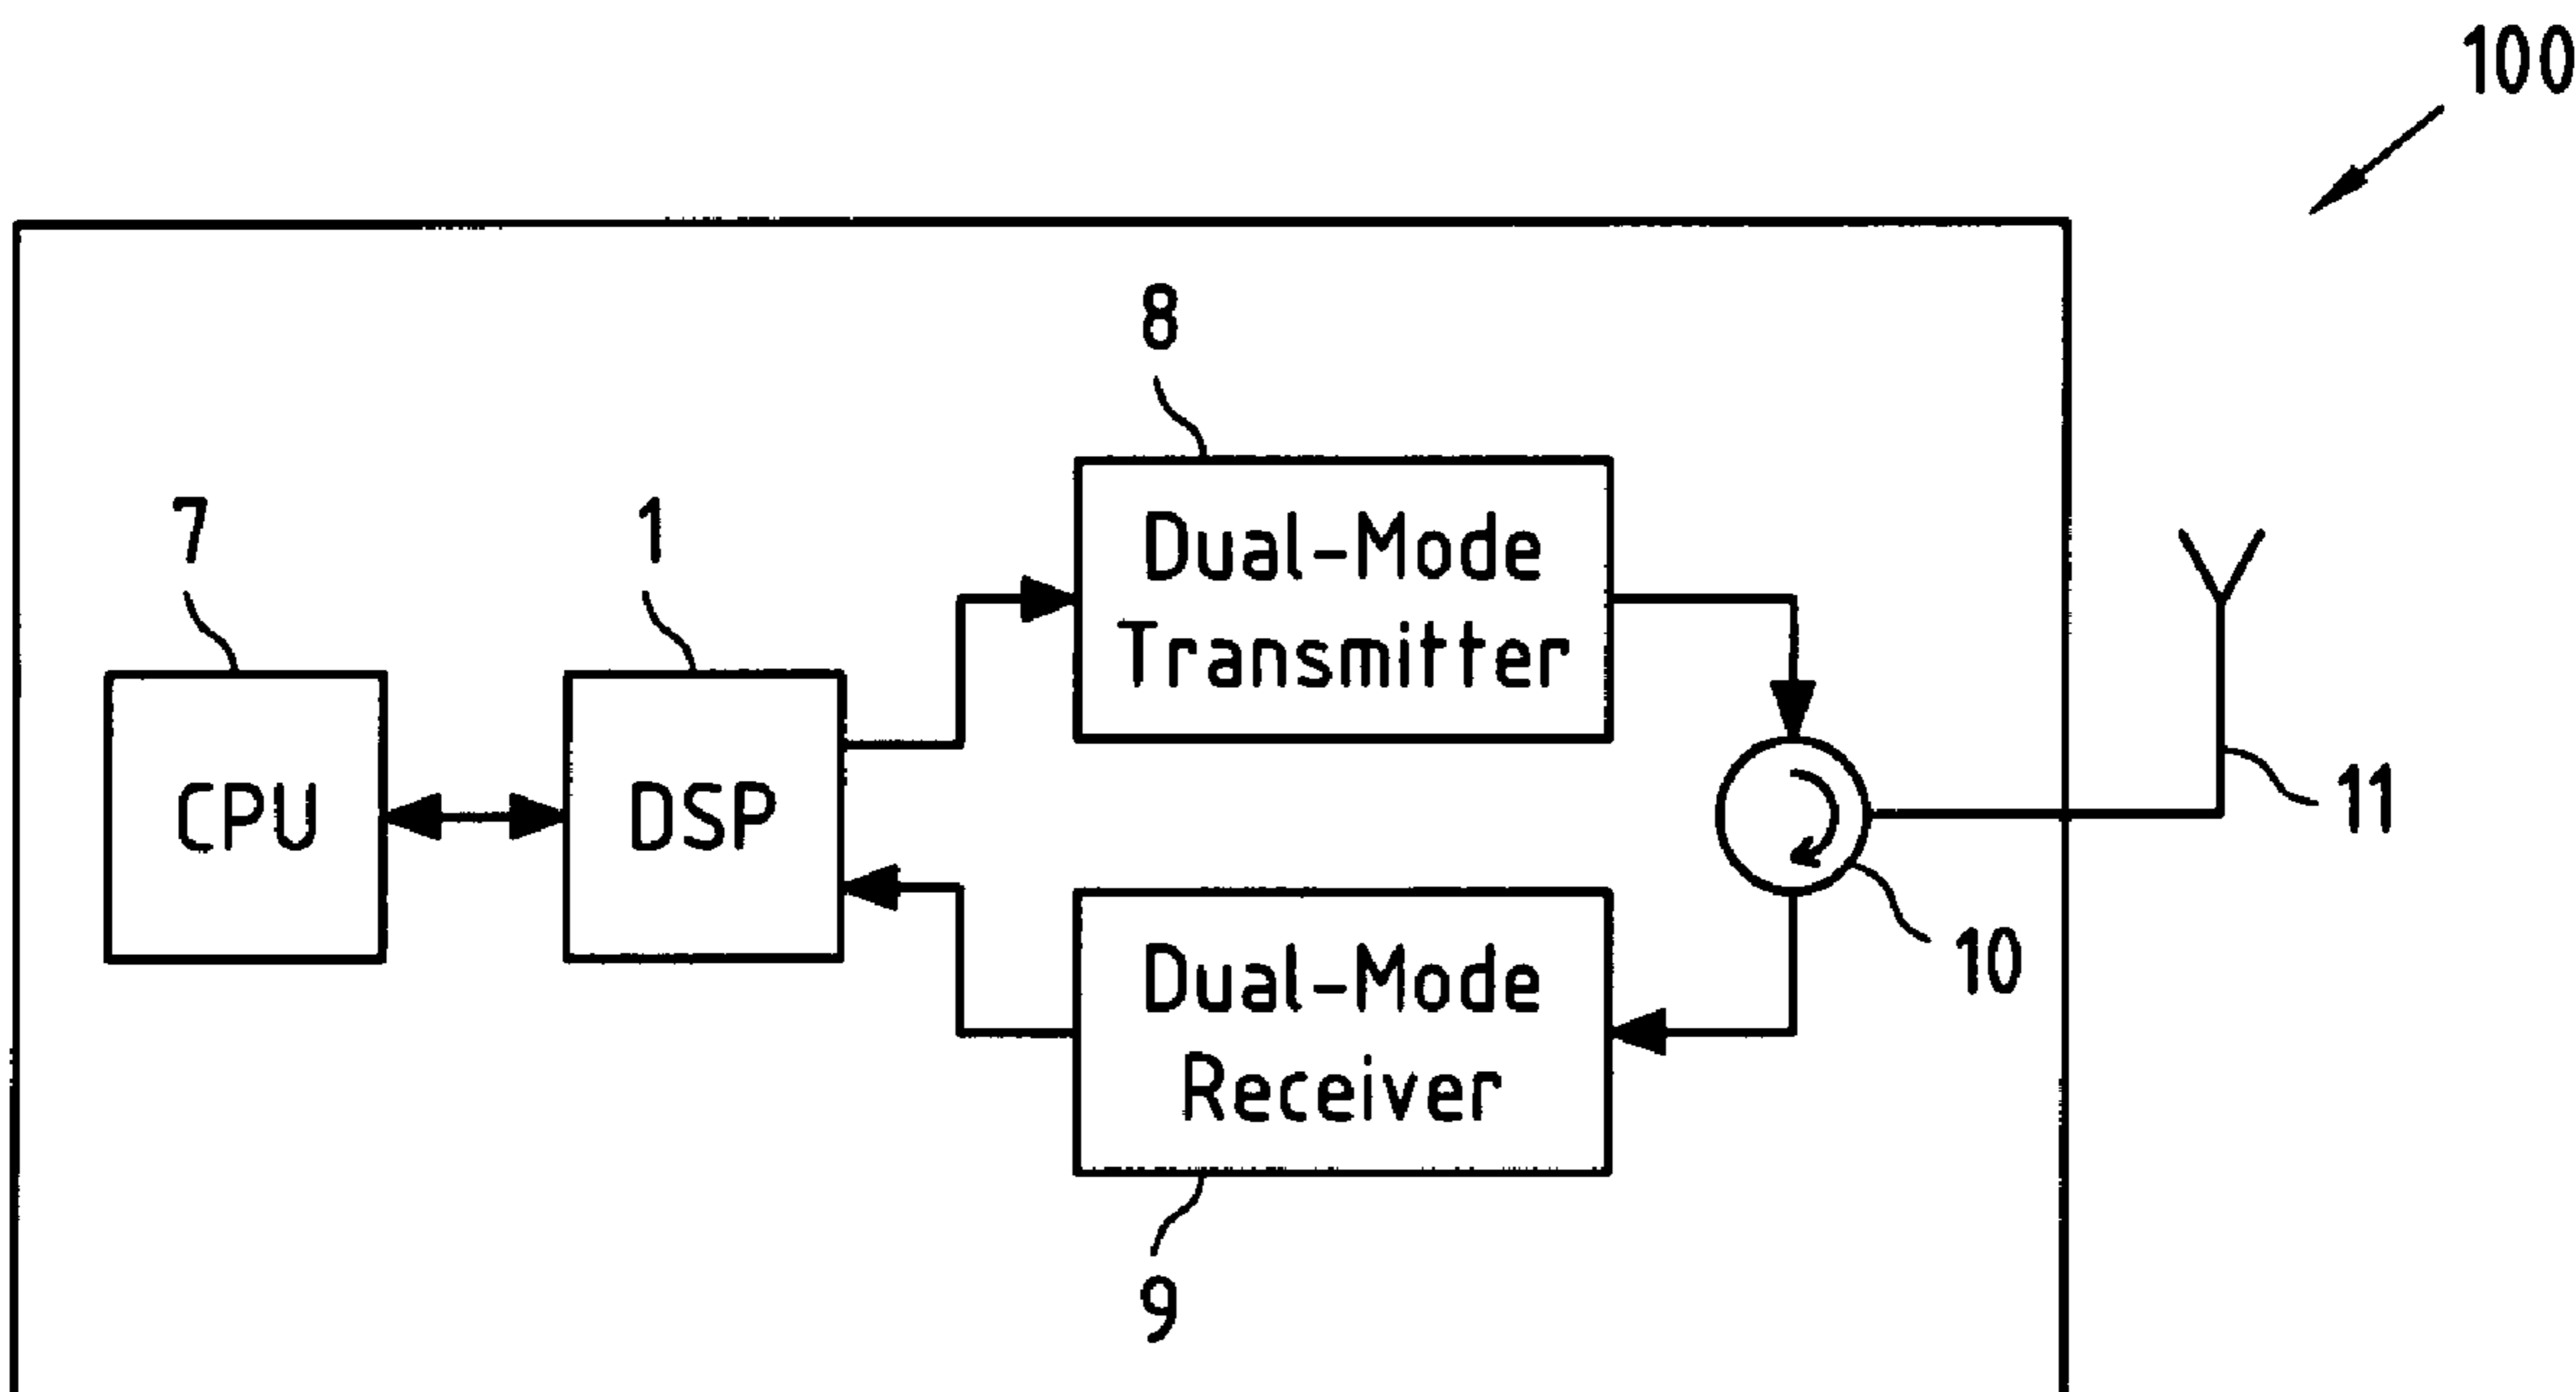 100
8
Dual-Mode
Transmitter
7
1
CPU
DSP
11
10
Dual-Mode
Receiver
9